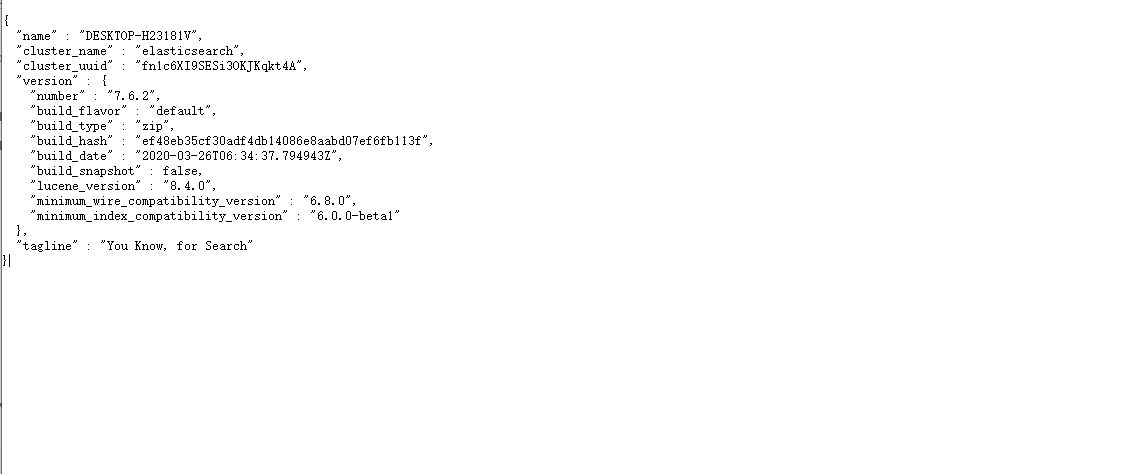 {
  "name" : "DESKTOP-H23181V",
  "cluster_name" : "elasticsearch",
  "cluster_uuid" : "fn1c6XI9SESi3OKJKqkt4A",
  "version" : {
    "number" : "7.6.2",
    "build_flavor" : "default",
    "build_type" : "zip",
    "build_hash" : "ef48eb35cf30adf4db14086e8aabd07ef6fb113f",
    "build_date" : "2020-03-26T06:34:37.794943Z",
    "build_snapshot" : false,
    "lucene_version" : "8.4.0",
    "minimum_wire_compatibility_version" : "6.8.0",
    "minimum_index_compatibility_version" : "6.0.0-beta1"
  },
  "tagline" : "You Know, for Search"
}